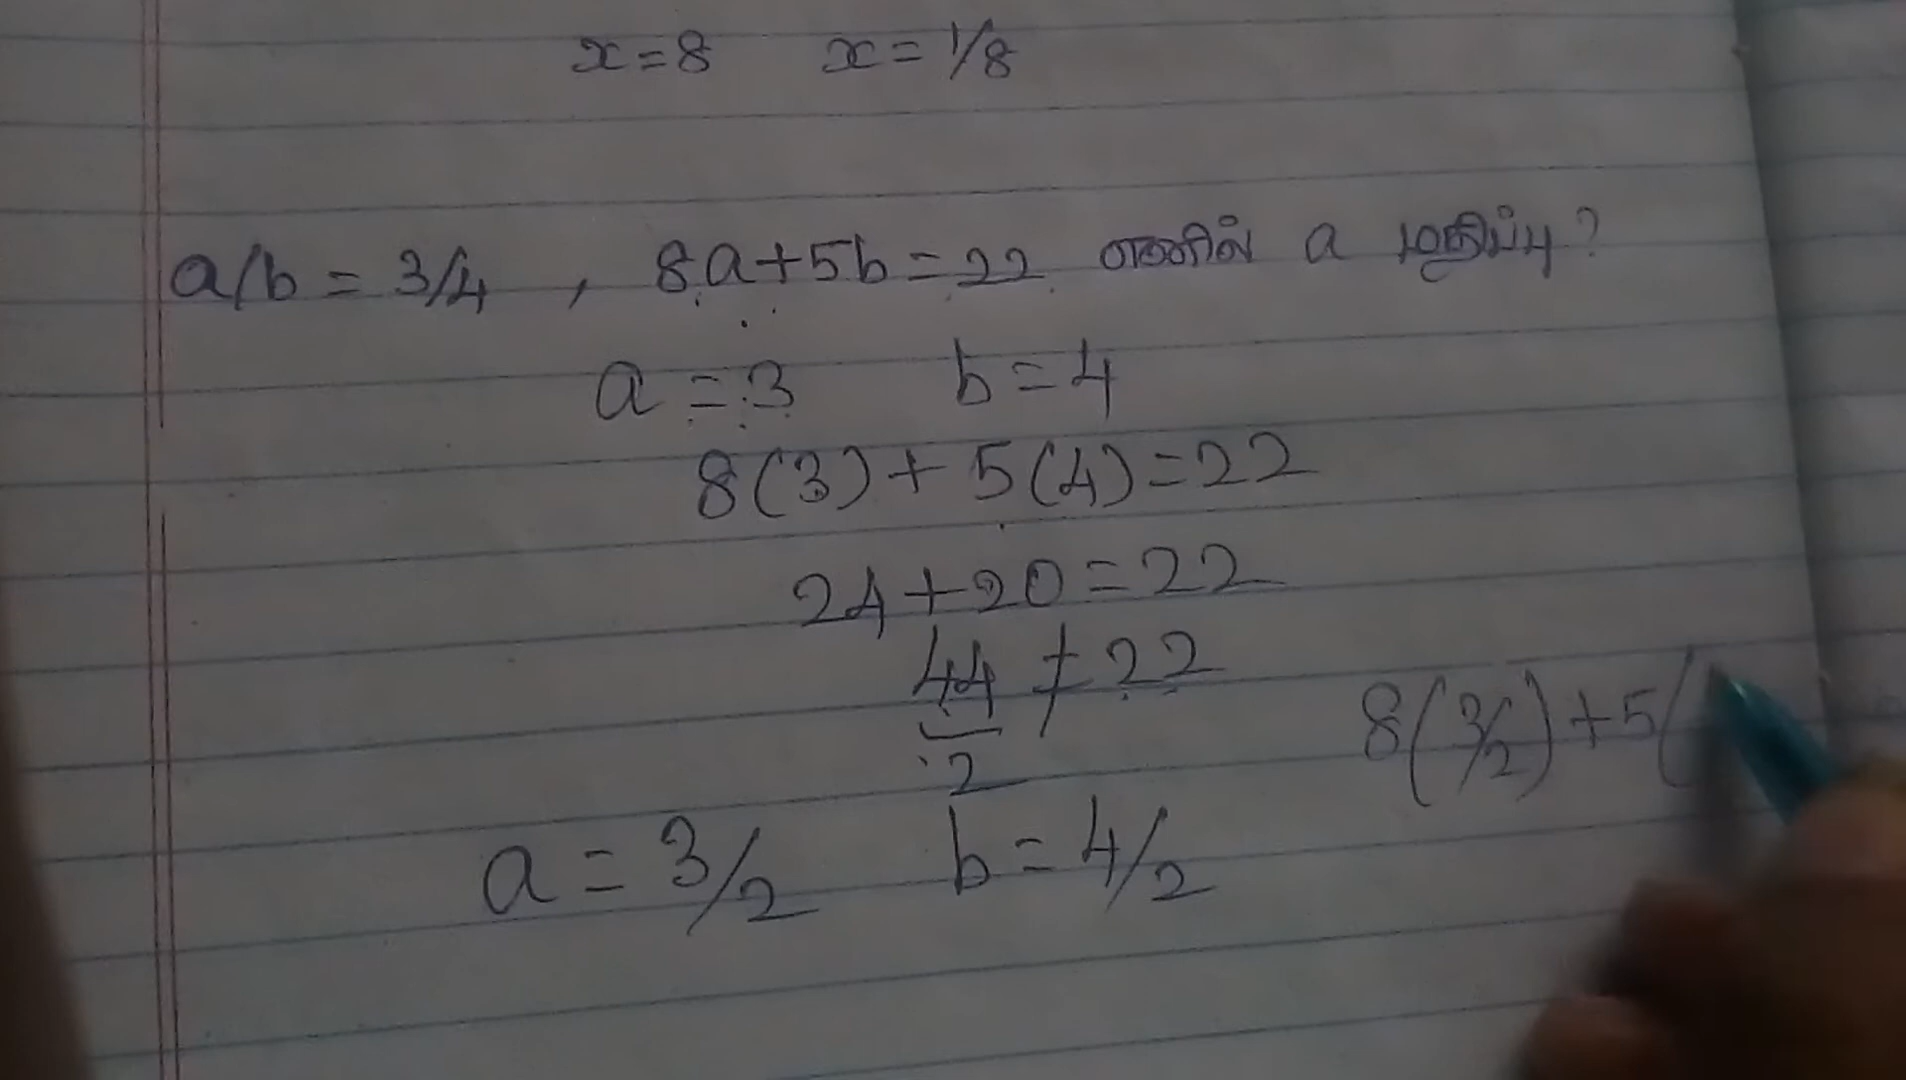 x=8 x=1/8
a/b = 3/4 , 8a+5b=22 எனில் a மதிப்பு?
a = 3 b=4
8(3)+5(4)=22
24+20=22
44 ≠ 22
2
8(3/2)+5(
a = 3/2 b=4/2